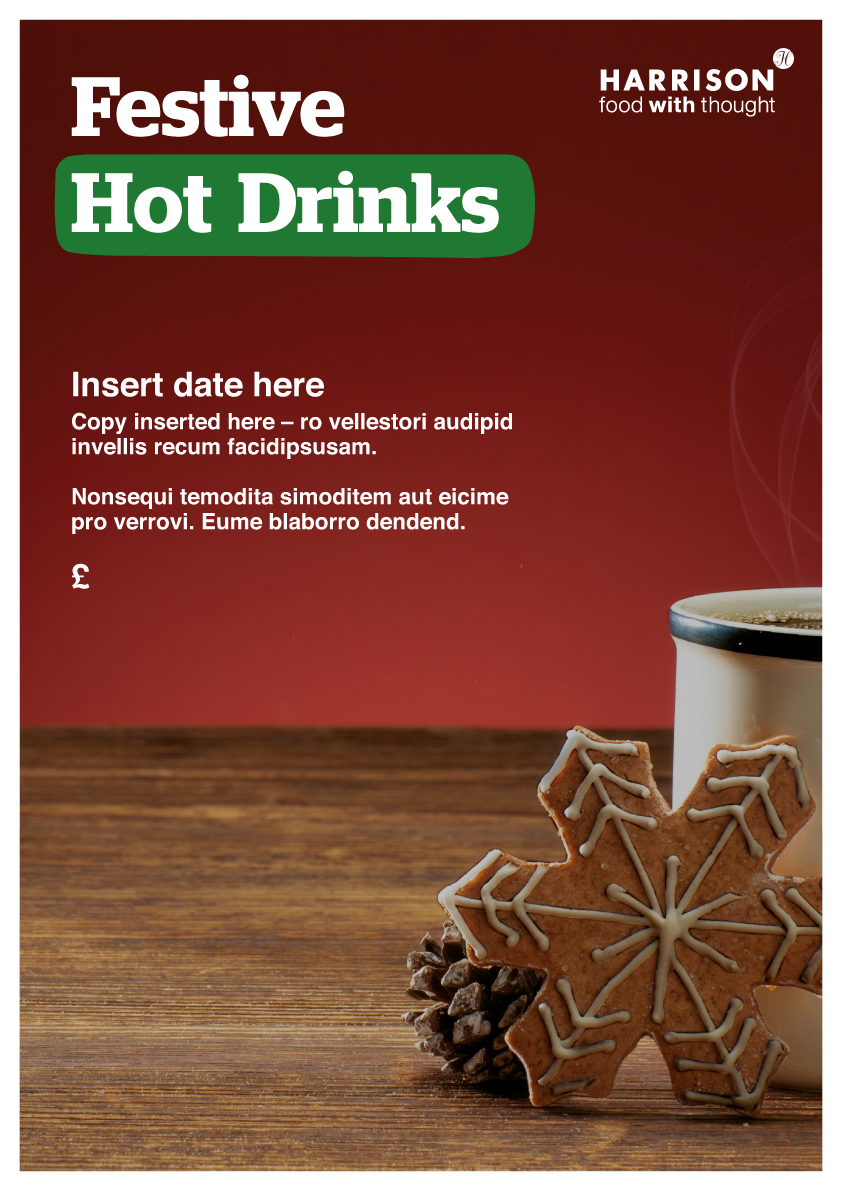 Festive
Hot Drinks
H
HARRISON
food with thought
Insert date here
Copy inserted here – ro vellestori audipid
invellis recum facidipsusam.
Nonsequi temodita simoditem aut eicime
pro verrovi. Eume blaborro dendend.
£